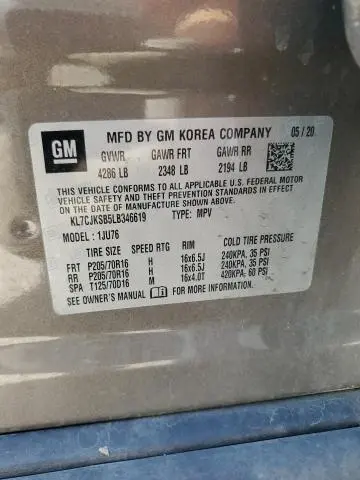 GM
MFD BY GM KOREA COMPANY 05/20
GVWR GAWR FRT GAWR RR
4286 LB 2348 LB 2194 LB
THIS VEHICLE CONFORMS TO ALL APPLICABLE U.S. FEDERAL MOTOR
VEHICLE SAFETY AND THEFT PREVENTION STANDARDS IN EFFECT ON THE
DATE OF MANUFACTURE SHOWN ABOVE.
KL7CJKSB5LB346619 TYPE: MPV
MODEL: 1JU76
TIRE SIZE SPEED RTG RIM COLD TIRE PRESSURE
FRT P205/70R16 H 16x6.5J 240KPA, 35 PSI
RR P205/70R16 H 16x6.5J 240KPA, 35 PSI
SPA T125/70D16 M 16x4.0T 420KPA, 60 PSI
SEE OWNER'S MANUAL FOR MORE INFORMATION.